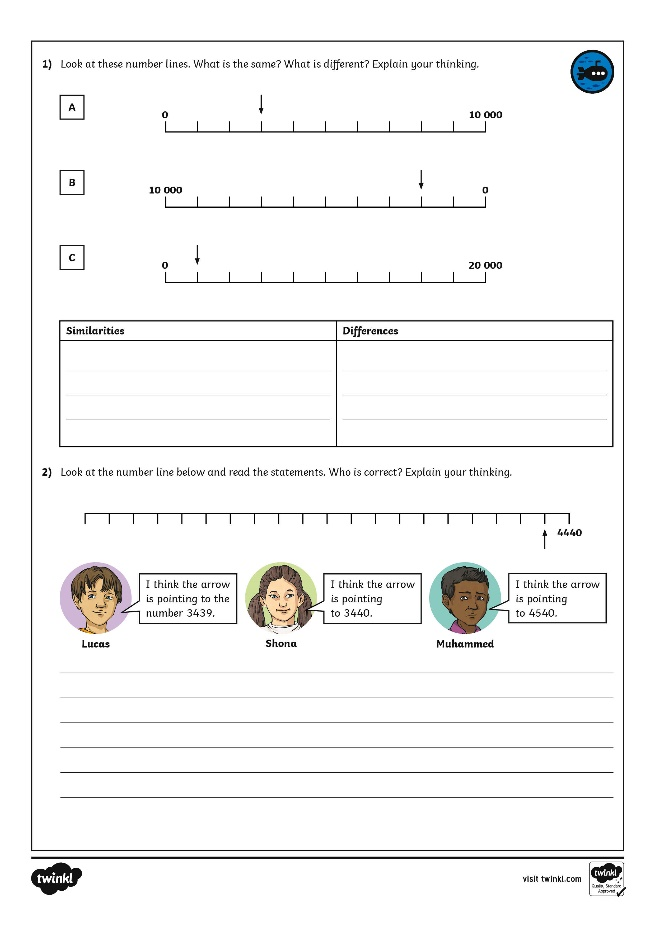 1) Look at these number lines. What is the same? What is different? Explain your thinking.
A
0 10 000
B
10 000 0
C
0 20 000
Similarities Differences
2) Look at the number line below and read the statements. Who is correct? Explain your thinking.
4440
I think the arrow
is pointing to the
number 3439.
Lucas
I think the arrow
is pointing
to 3440.
Shona
I think the arrow
is pointing
to 4540.
Muhammed
twinkl
visit twinkl.com
twinkl
Quality Standard
Approved